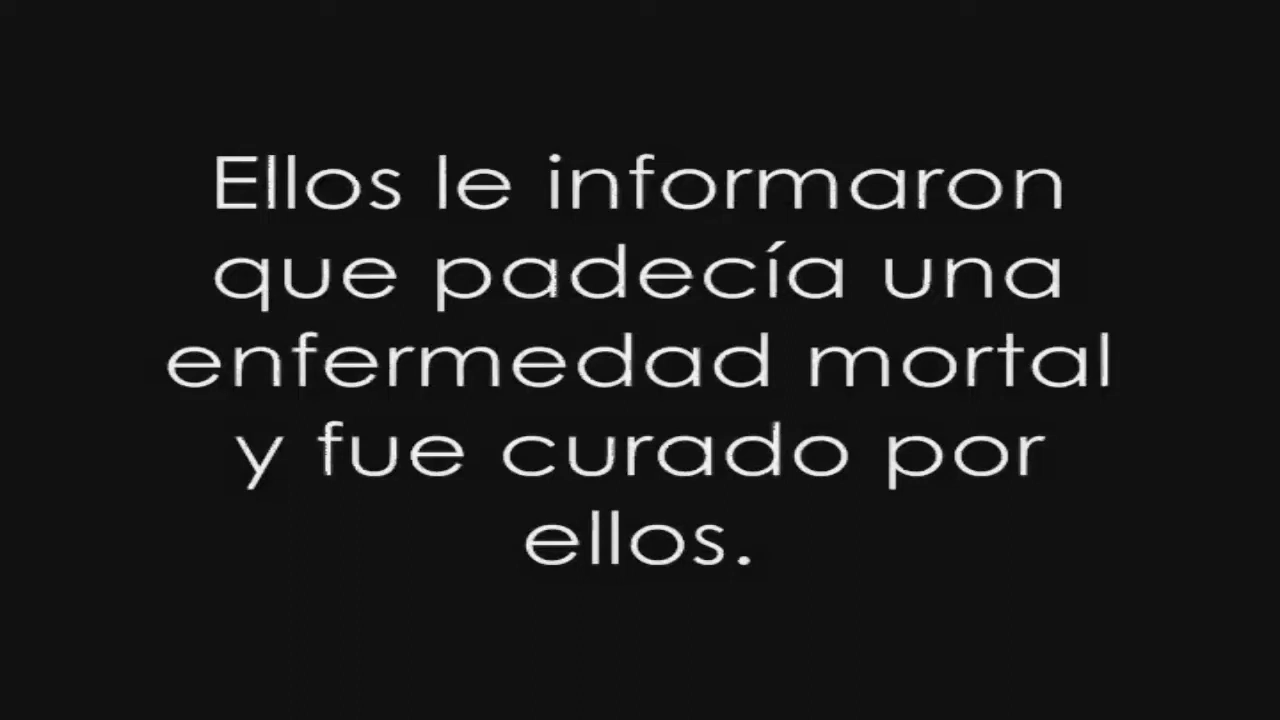 Ellos le informaron
que padecía una
enfermedad mortal
y fue curado por
ellos.